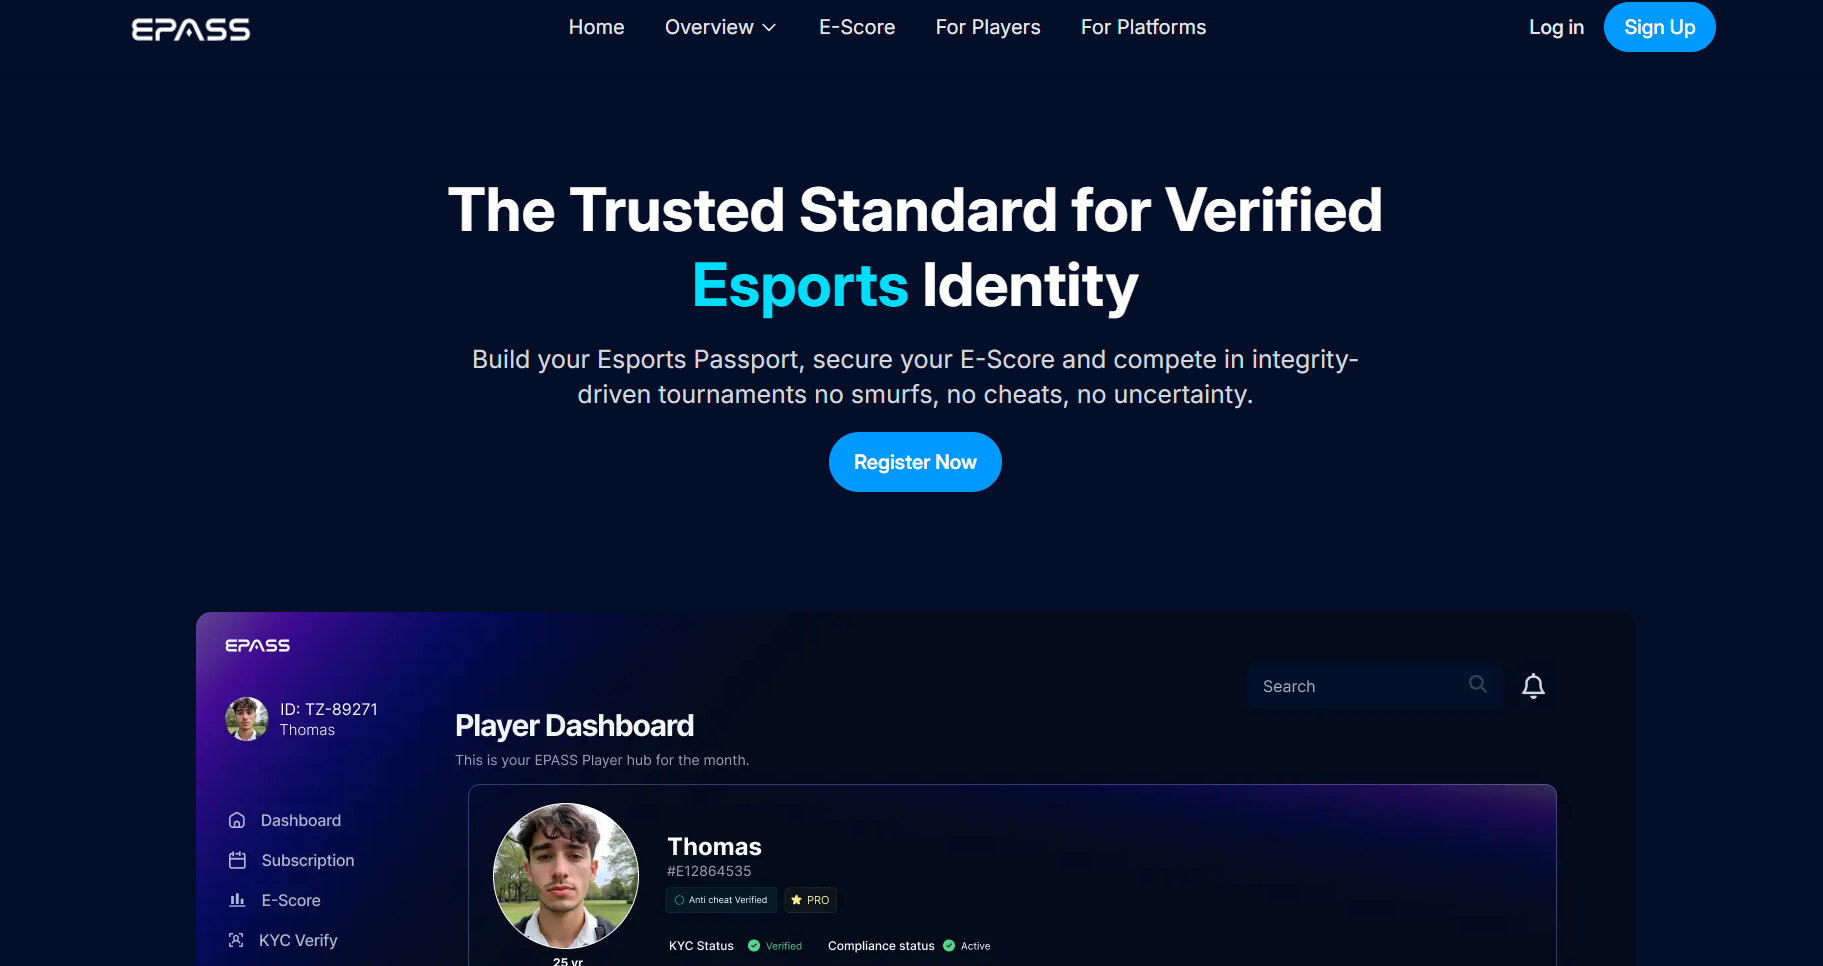 EPASS
Home Overview E-Score For Players For Platforms
Log in Sign Up
The Trusted Standard for Verified
Esports Identity
Build your Esports Passport, secure your E-Score and compete in integrity-
driven tournaments no smurfs, no cheats, no uncertainty.
Register Now
EPASS
Search
ID: TZ-89271
Thomas
Player Dashboard
This is your EPASS Player hub for the month.
Dashboard
Subscription
E-Score
KYC Verify
Thomas
#E12864535
Anti cheat Verified PRO
KYC Status Verified Compliance status Active
25 yr